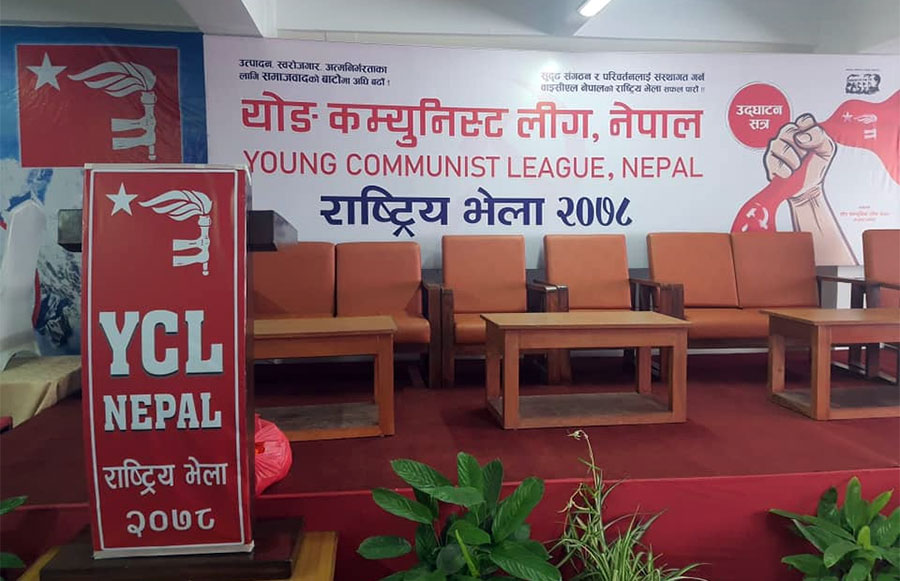 उत्पादन, स्वरोजगार, आत्मनिर्भरताका
लागि समाजवादको बाटोमा अघि बढौं !
सुदृढ संगठन र परिवर्तनलाई संस्थागत गर्न
वाइसीएल नेपालको राष्ट्रिय भेला सफल पारौं !!
योङ कम्युनिस्ट लीग, नेपाल
YOUNG COMMUNIST LEAGUE, NEPAL
राष्ट्रिय भेला २०७८
उद्घाटन
सत्र
YCL
NEPAL
राष्ट्रिय भेला
२०७८